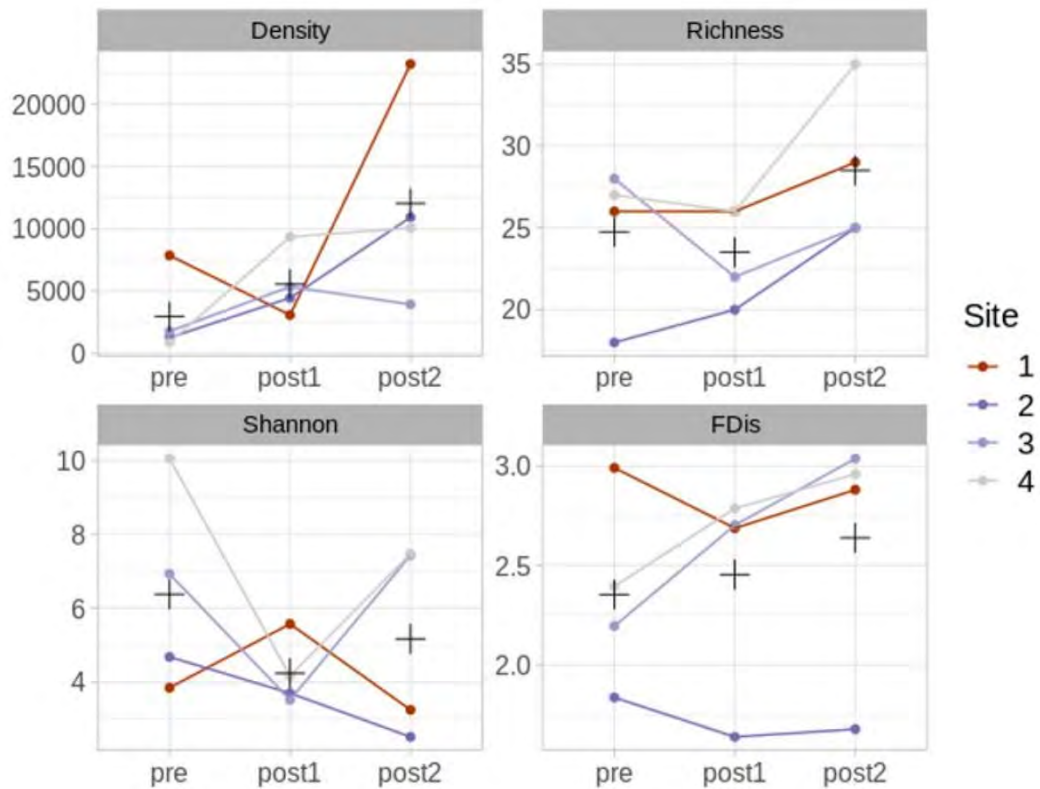 Density
Richness
20000
15000
10000
5000
0
pre post1 post2
35
30
25
20
pre post1 post2
Shannon
FDis
10
8
6
4
pre post1 post2
3.0
2.5
2.0
pre post1 post2
Site
1
2
3
4